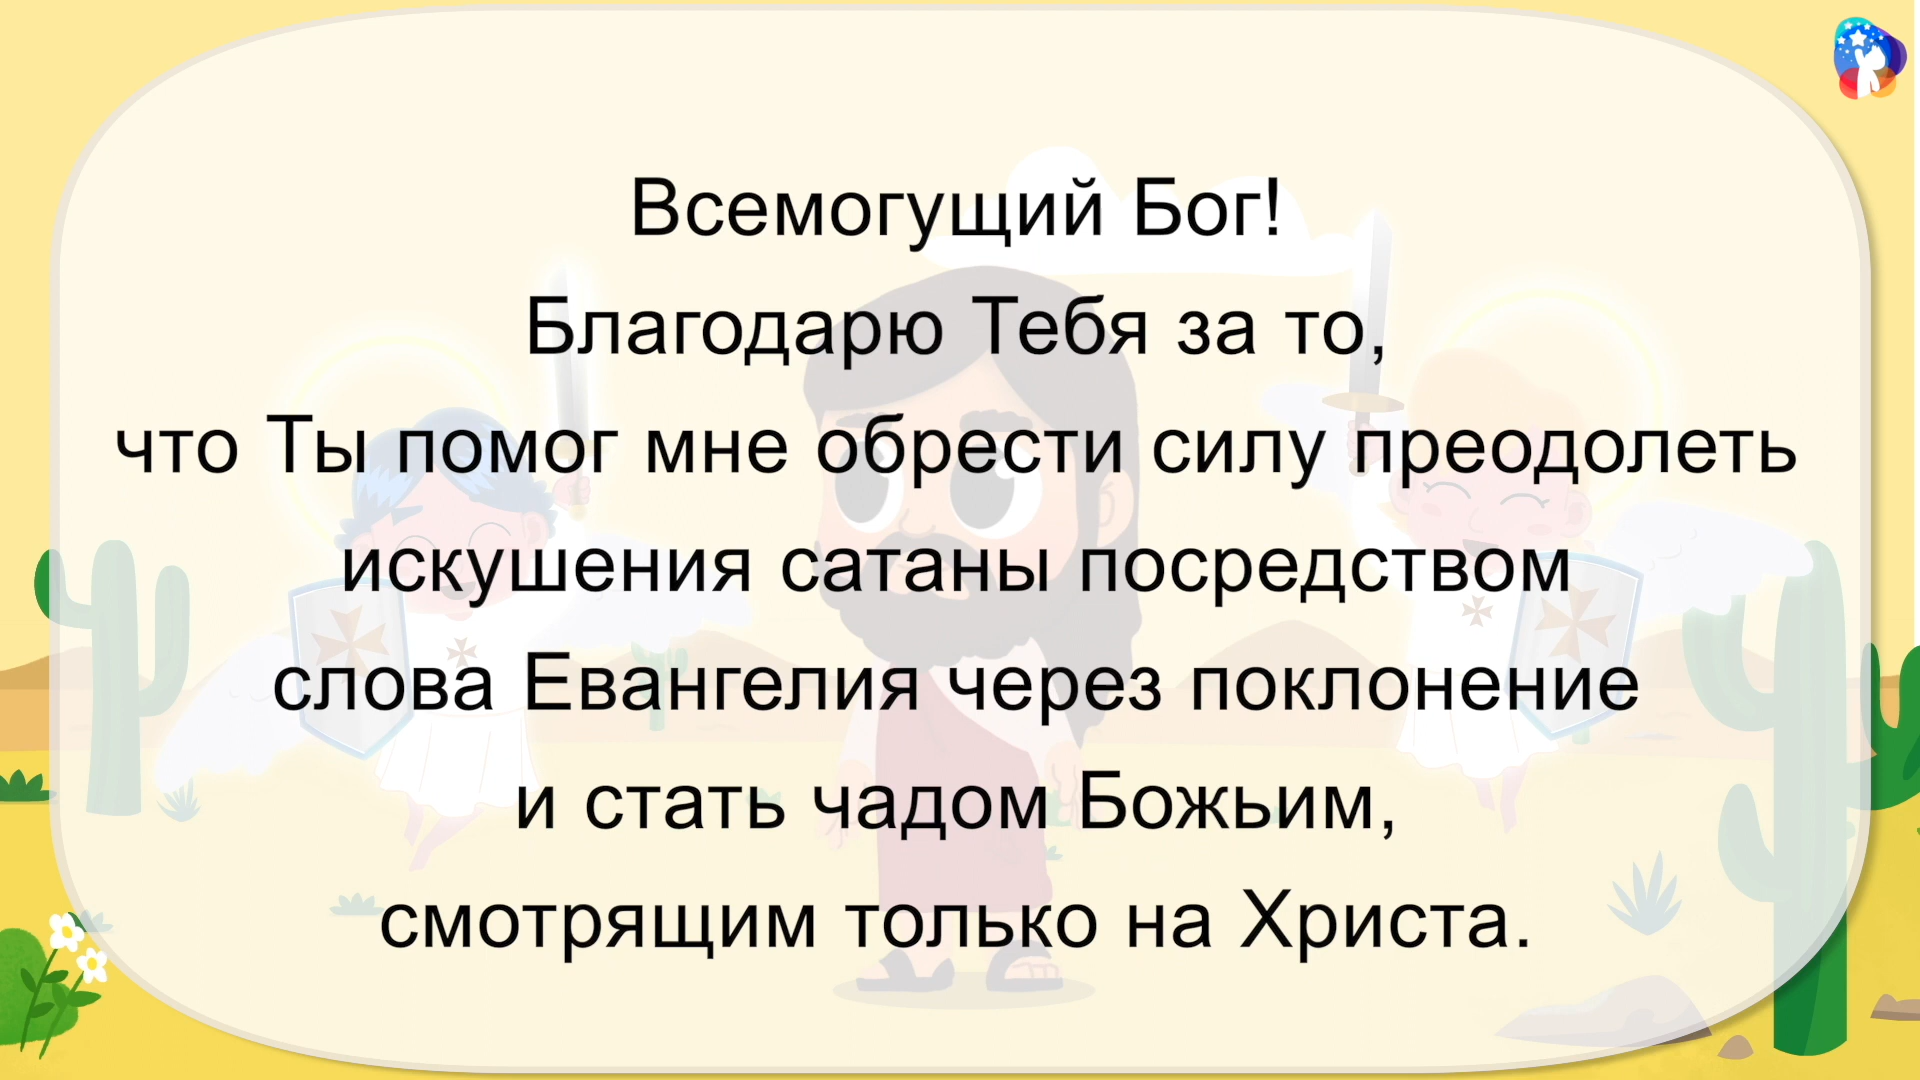 Всемогущий Бог!
Благодарю Тебя за то,
что Ты помог мне обрести силу преодолеть
искушения сатаны посредством
слова Евангелия через поклонение
и стать чадом Божьим,
смотрящим только на Христа.